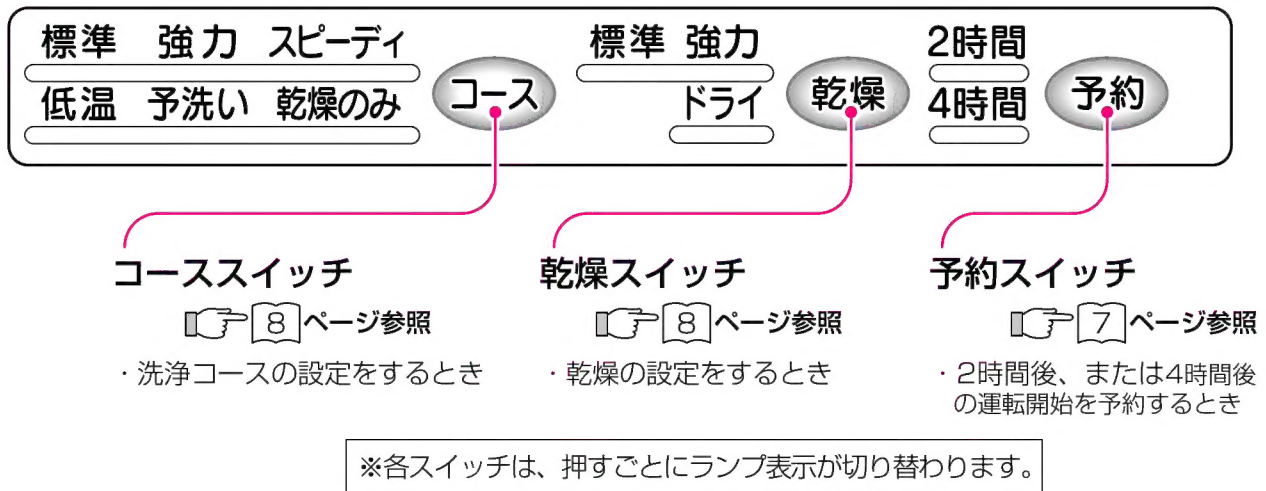 標準 強力 スピーディ
低温 予洗い 乾燥のみ
コース
標準 強力
ドライ
乾燥
2時間
4時間
予約
コーススイッチ
8 ページ参照
・洗浄コースの設定をするとき
乾燥スイッチ
8 ページ参照
・乾燥の設定をするとき
予約スイッチ
7 ページ参照
・2時間後、または4時間後
の運転開始を予約するとき
※各スイッチは、押すごとにランプ表示が切り替わります。